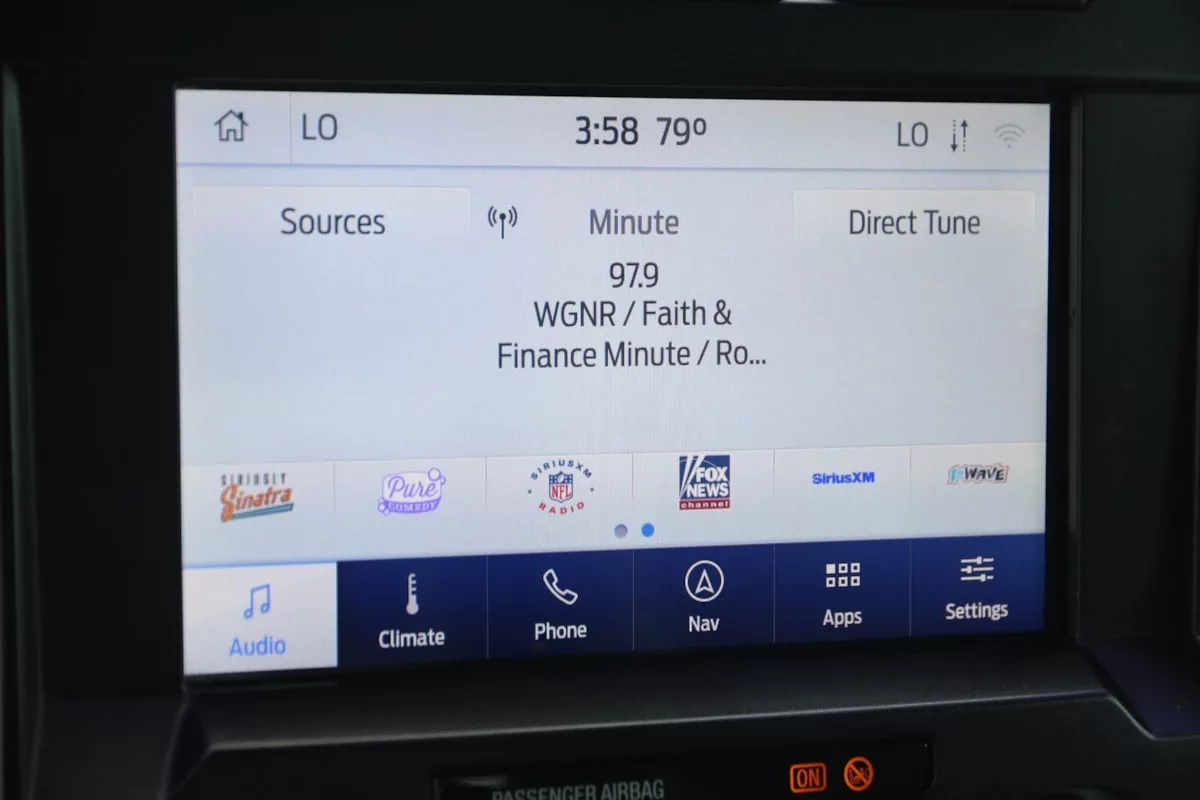 LO
3:58 79º
LO
Sources
Minute
Direct Tune
97.9
WGNR / Faith &
Finance Minute / Ro...
SIRIUSLY
Sinatra
Pure
COMEDY
SIRIUSXM
NFL
RADIO
FOX
NEWS
channel
SiriusXM
1st WAVE
Audio
Climate
Phone
Nav
Apps
Settings
PASSENGER AIRBAG
ON